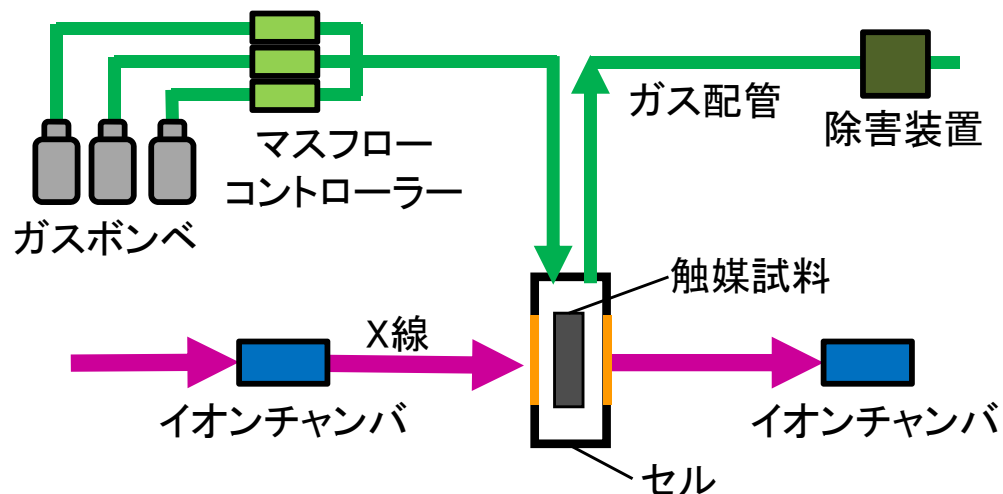 マスフロー
コントローラー
ガスボンベ
ガス配管
除害装置
触媒試料
X線
イオンチャンバ
イオンチャンバ
セル